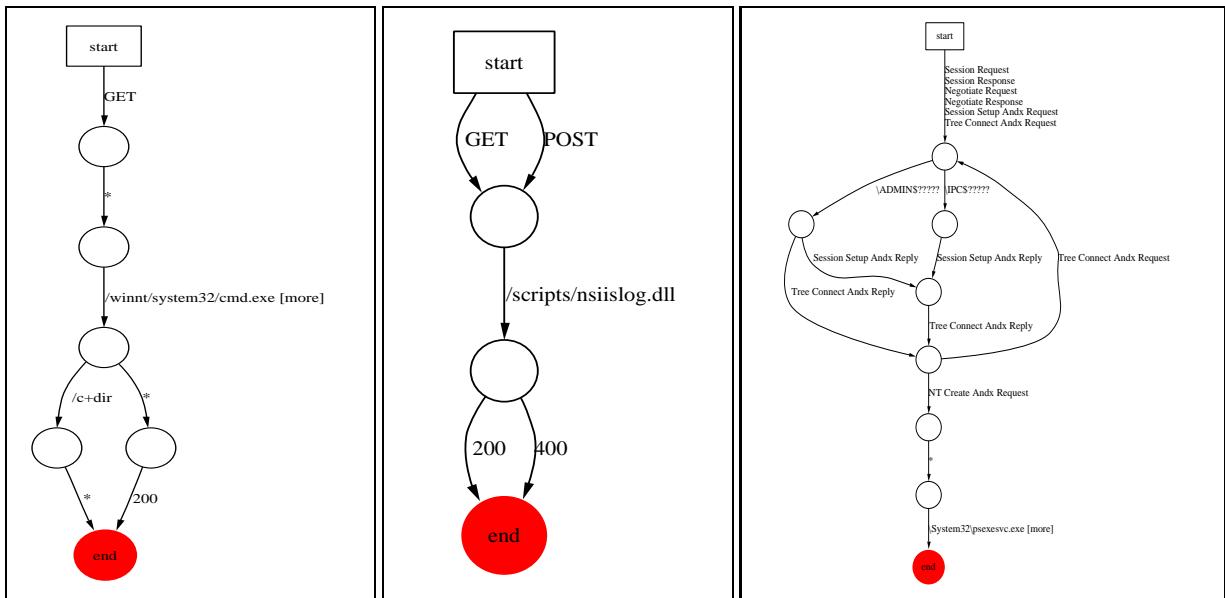 start
GET
*
/winnt/system32/cmd.exe [more]
/c+dir
*
*
200
end
start
GET
POST
/scripts/nsiislog.dll
200
400
end
start
Session Request
Session Response
Negotiate Request
Negotiate Response
Session Setup Andx Request
Tree Connect Andx Request
\ADMIN$?????
\IPC$?????
Session Setup Andx Reply
Session Setup Andx Reply
Tree Connect Andx Request
Tree Connect Andx Reply
Tree Connect Andx Reply
NT Create Andx Request
*
\System32\psexesvc.exe [more]
end